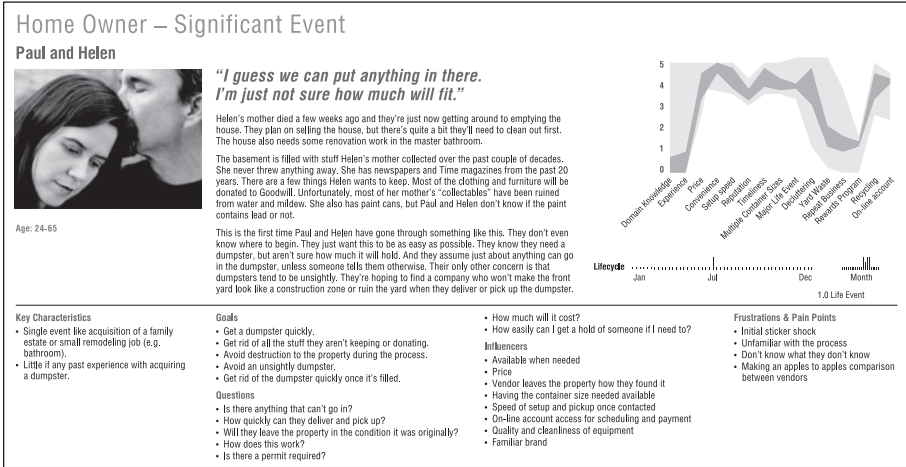 Home Owner – Significant Event
Paul and Helen
“I guess we can put anything in there.
I’m just not sure how much will fit.”
Helen’s mother died a few weeks ago and they’re just now getting around to emptying the
house. They plan on selling the house, but there’s quite a bit they’ll need to clean out first.
The house also needs some renovation work in the master bathroom.
The basement is filled with stuff Helen’s mother collected over the past couple of decades.
She never threw anything away. She has newspapers and Time magazines from the past 20
years. There are a few things Helen wants to keep. Most of the clothing and furniture will be
donated to Goodwill. Unfortunately, most of her mother’s “collectables” have been ruined
from water and mildew. She also has paint cans, but Paul and Helen don’t know if the paint
contains lead or not.
This is the first time Paul and Helen have gone through something like this. They don’t even
know where to begin. They just want this to be as easy as possible. They know they need a
dumpster, but aren’t sure how much it will hold. And they assume just about anything can go
in the dumpster, unless someone tells them otherwise. Their only other concern is that
dumpsters tend to be unsightly. They’re hoping to find a company who won’t make the front
yard look like a construction zone or ruin the yard when they deliver or pick up the dumpster.
Age: 24-65
5
4
3
2
1
0
Domain Knowledge
Experience
Price
Convenience
Setup speed
Reputation
Timeliness
Multiple Container Sizes
Major Life Event
Decluttering
Yard Waste
Repeat Business
Rewards Program
Recycling
On-line account
Lifecycle
Jan Jul Dec Month
1.0 Life Event
Key Characteristics
• Single event like acquisition of a family
estate or small remodeling job (e.g.
bathroom).
• Little if any past experience with acquiring
a dumpster.
Goals
• Get a dumpster quickly.
• Get rid of all the stuff they aren’t keeping or donating.
• Avoid destruction to the property during the process.
• Avoid an unsightly dumpster.
• Get rid of the dumpster quickly once it’s filled.
Questions
• Is there anything that can’t go in?
• How quickly can they deliver and pick up?
• Will they leave the property in the condition it was originally?
• How does this work?
• Is there a permit required?
• How much will it cost?
• How easily can I get a hold of someone if I need to?
Influencers
• Available when needed
• Price
• Vendor leaves the property how they found it
• Having the container size needed available
• Speed of setup and pickup once contacted
• On-line account access for scheduling and payment
• Quality and cleanliness of equipment
• Familiar brand
Frustrations & Pain Points
• Initial sticker shock
• Unfamiliar with the process
• Don’t know what they don’t know
• Making an apples to apples comparison
between vendors